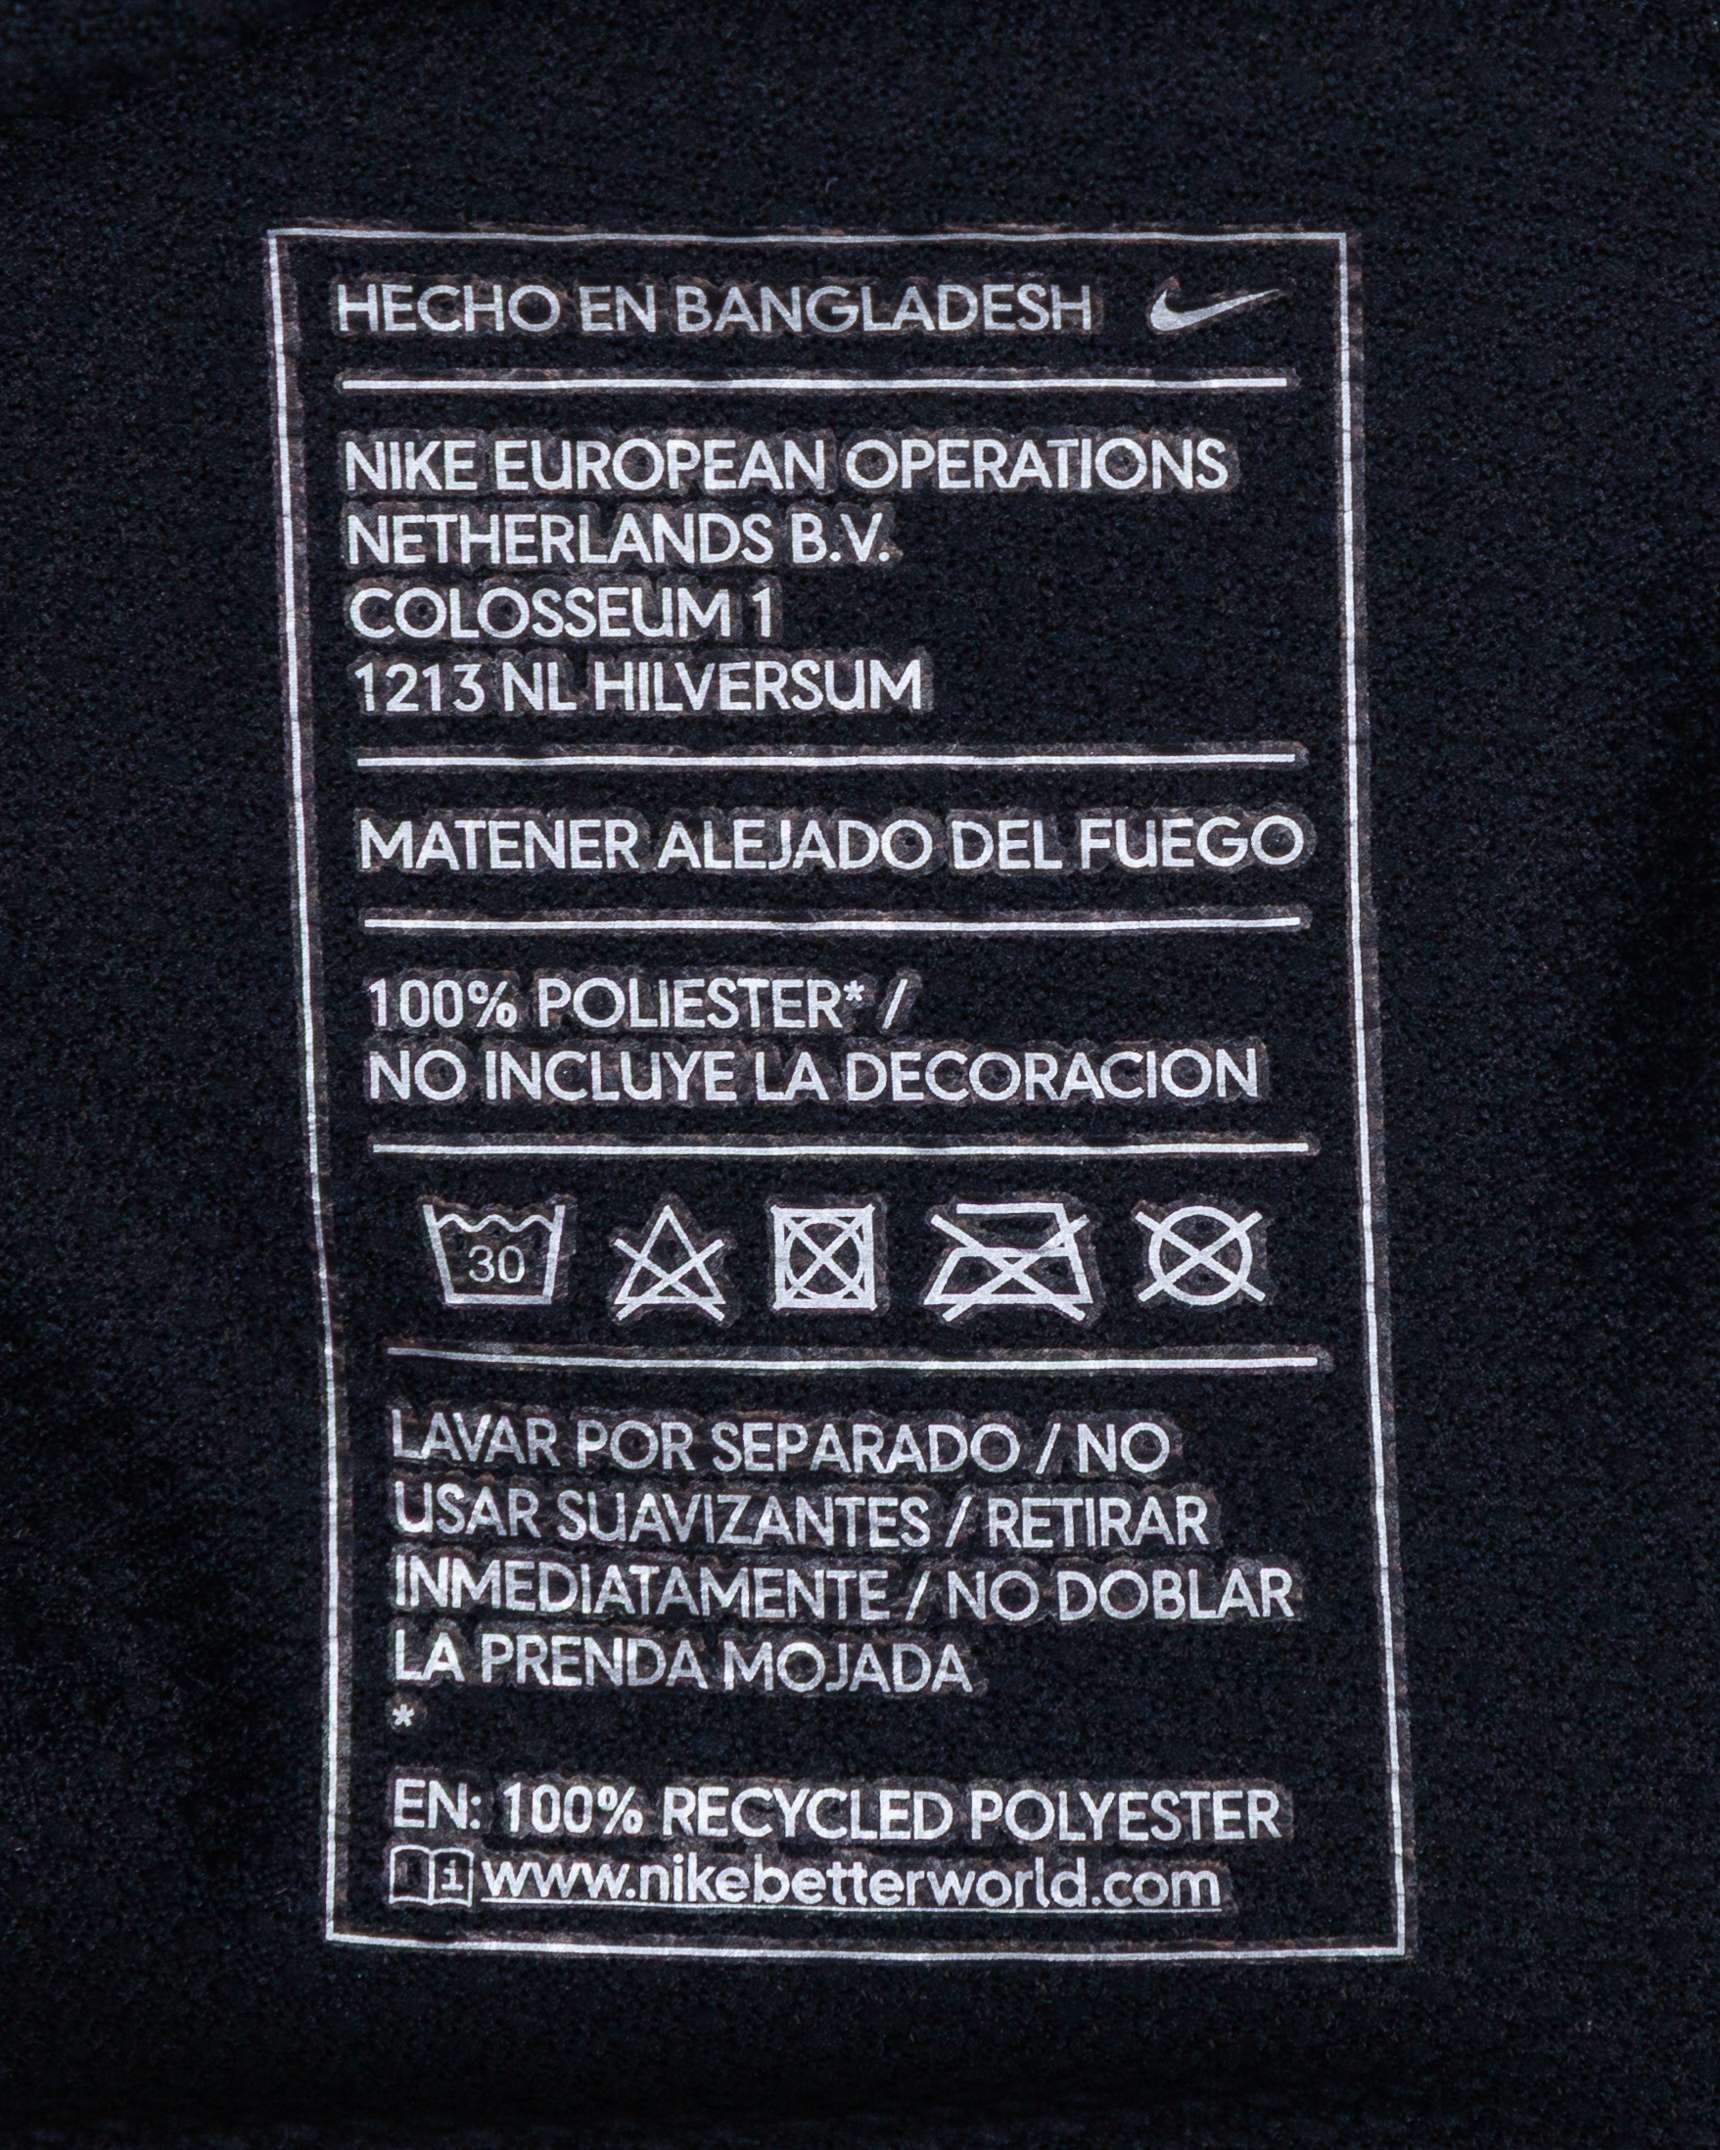 HECHO EN BANGLADESH
NIKE EUROPEAN OPERATIONS
NETHERLANDS B.V.
COLOSSEUM 1
1213 NL HILVERSUM
MATENER ALEJADO DEL FUEGO
100% POLIESTER* /
NO INCLUYE LA DECORACION
30
LAVAR POR SEPARADO / NO
USAR SUAVIZANTES / RETIRAR
INMEDIATAMENTE / NO DOBLAR
LA PRENDA MOJADA
*
EN: 100% RECYCLED POLYESTER
i www.nikebetterworld.com